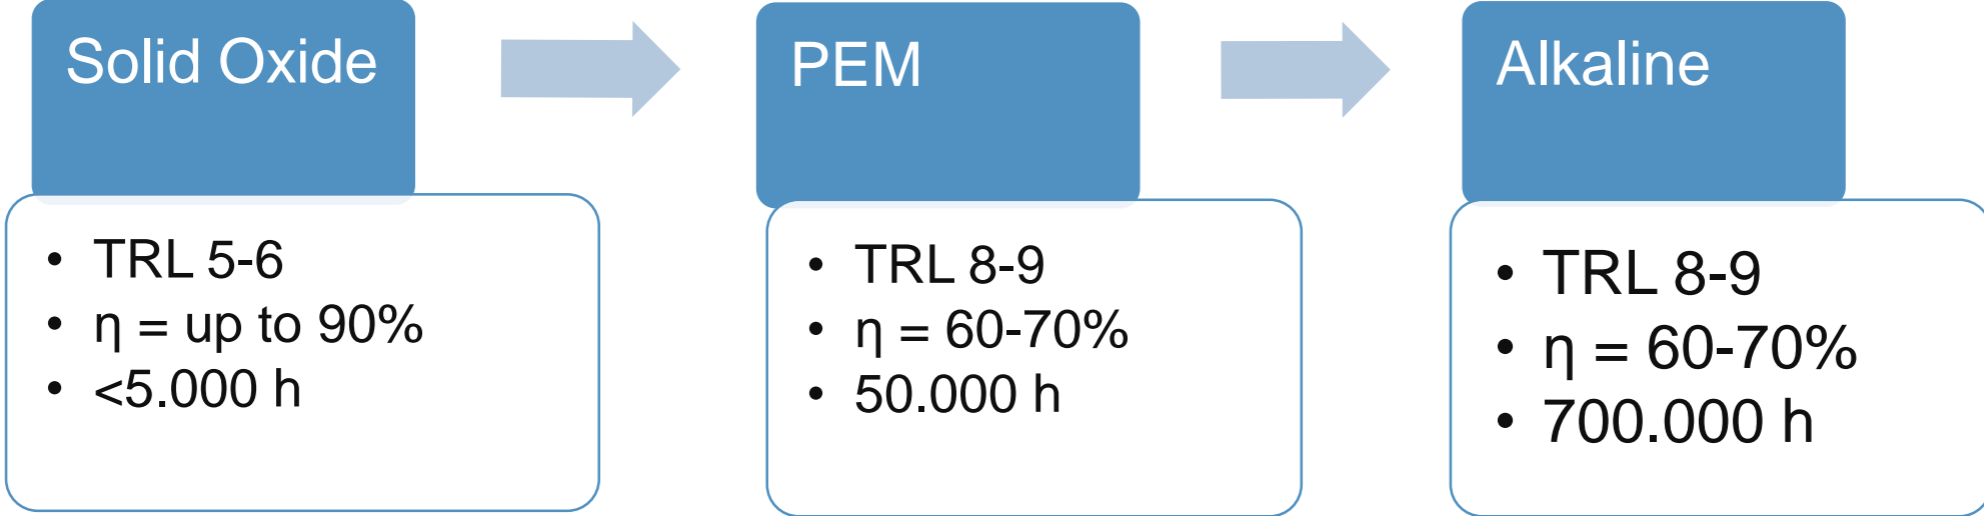 Solid Oxide
• TRL 5-6
• η = up to 90%
• <5.000 h
PEM
• TRL 8-9
• η = 60-70%
• 50.000 h
Alkaline
• TRL 8-9
• η = 60-70%
• 700.000 h